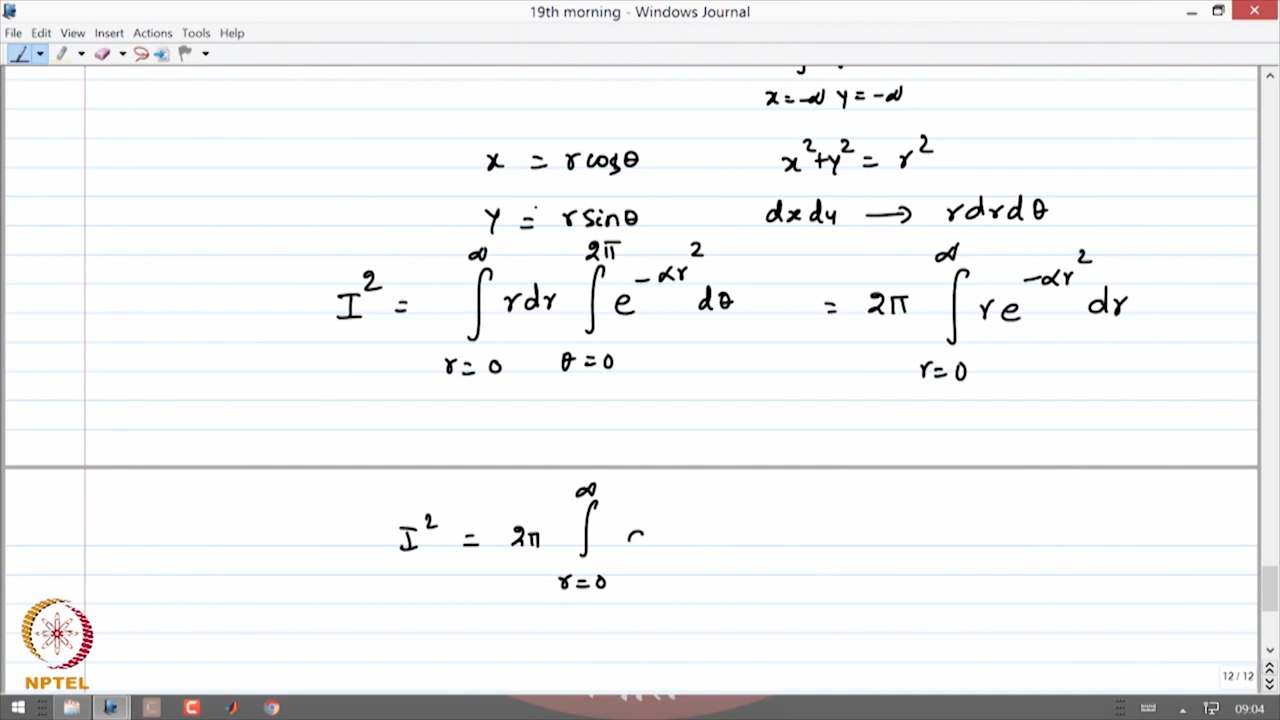 19th morning - Windows Journal
File Edit View Insert Actions Tools Help
x = -∞ y = -∞
x = r cosθ x² + y² = r²
y = r sinθ dx dy → r dr dθ
I² = ∫_{r=0}^{∞} r dr ∫_{θ=0}^{2π} e^{-αr²} dθ = 2π ∫_{r=0}^{∞} r e^{-αr²} dr
I² = 2π ∫_{r=0}^{∞}
NPTEL
12 / 12
09:04